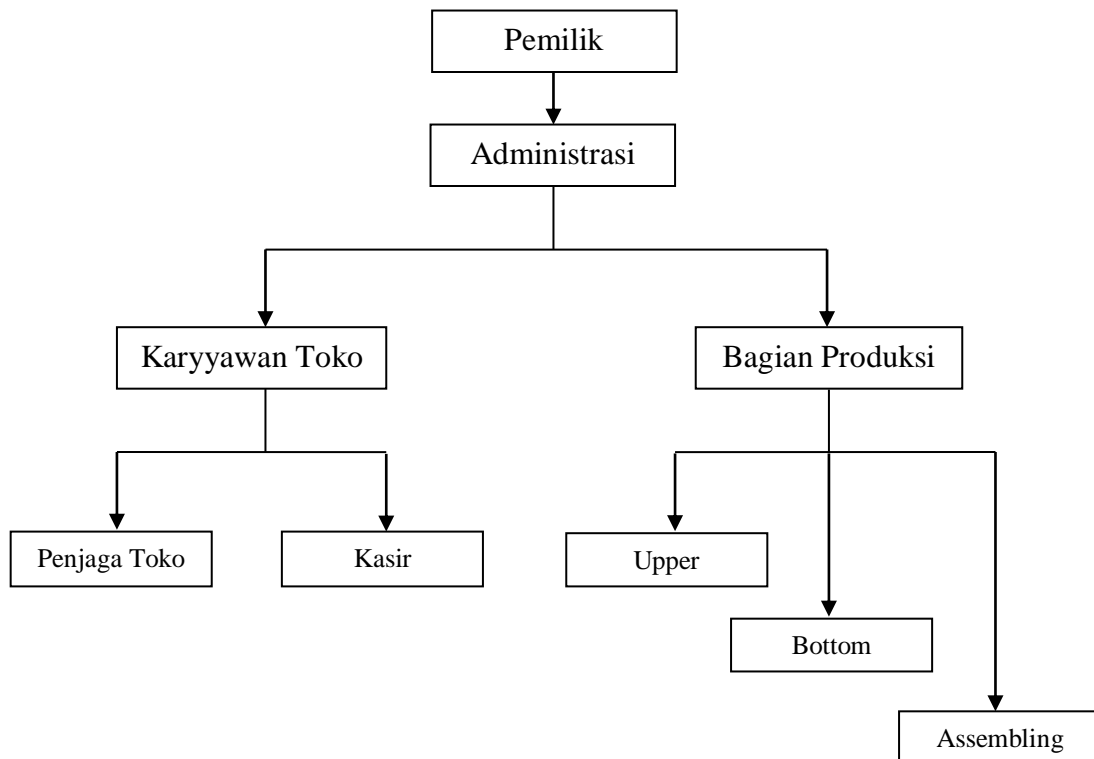 Pemilik
Administrasi
Karyyawan Toko
Bagian Produksi
Penjaga Toko
Kasir
Upper
Bottom
Assembling